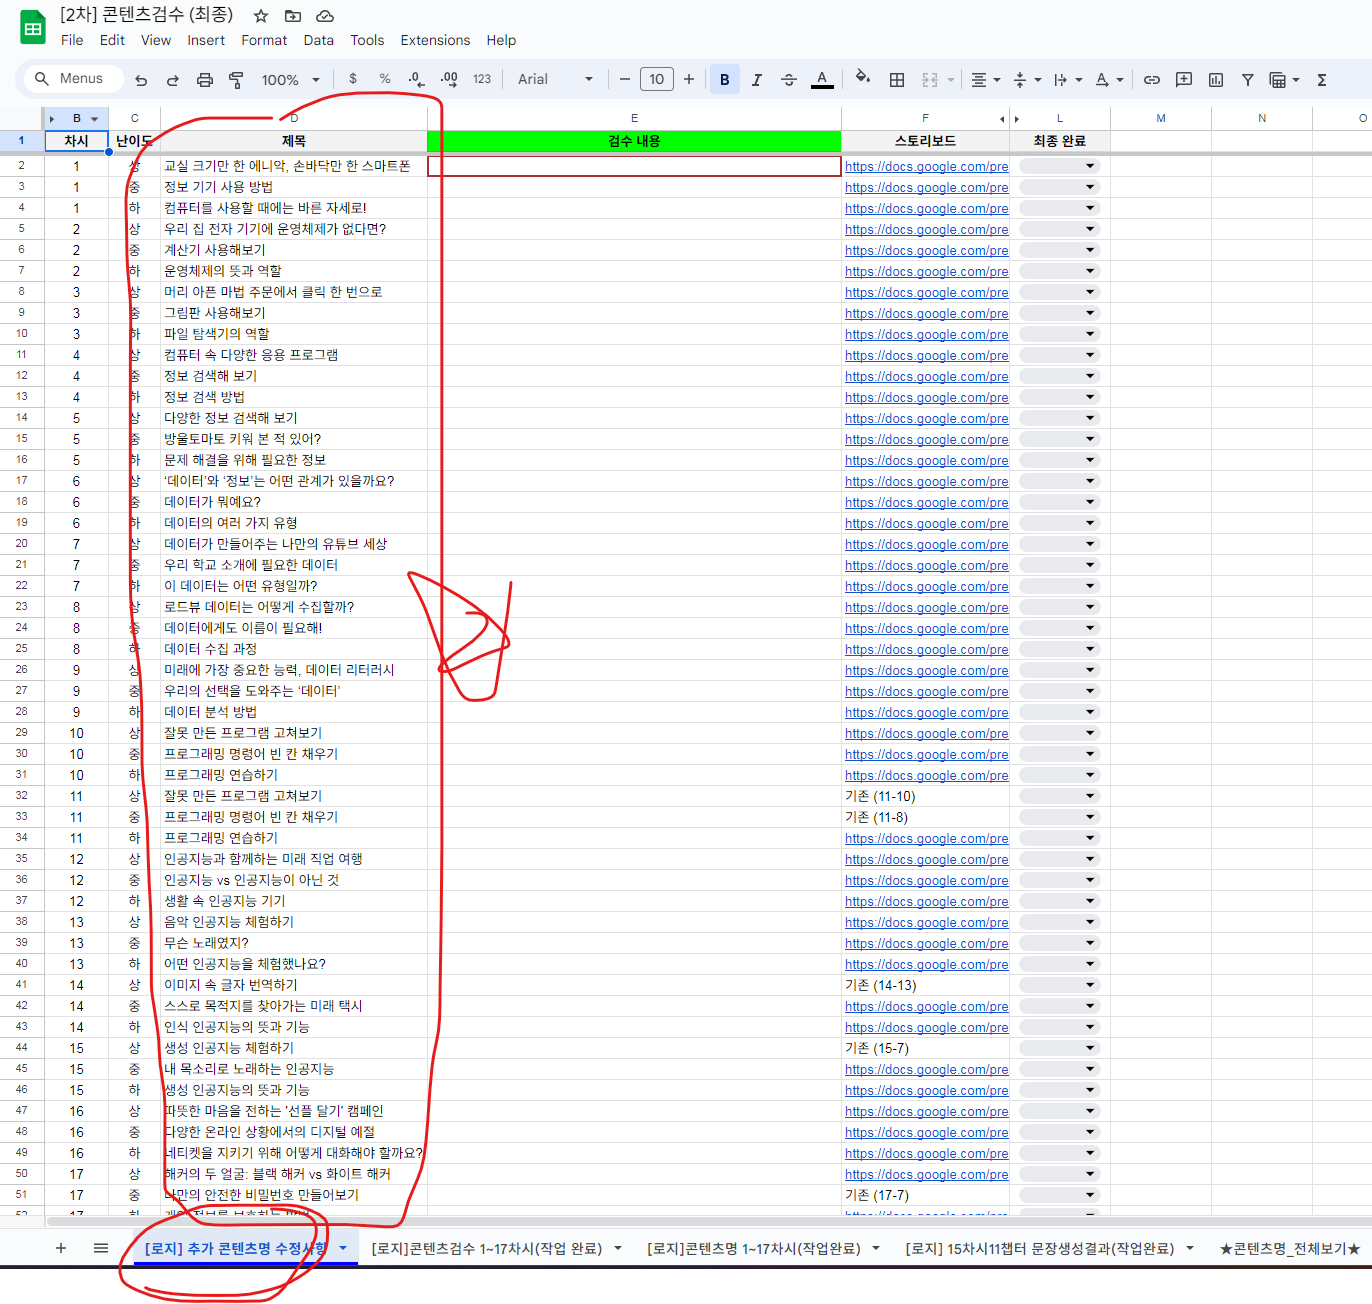 [2차] 콘텐츠검수 (최종)
File Edit View Insert Format Data Tools Extensions Help
Menus 100% $ % .0 .00 123 Arial 10 B I A Σ
B C D E F L M N O
1 차시 난이도 제목 검수 내용 스토리보드 최종 완료
2 1 상 교실 크기만 한 에니악, 손바닥만 한 스마트폰 https://docs.google.com/pre
3 1 중 정보 기기 사용 방법 https://docs.google.com/pre
4 1 하 컴퓨터를 사용할 때에는 바른 자세로! https://docs.google.com/pre
5 2 상 우리 집 전자 기기에 운영체제가 없다면? https://docs.google.com/pre
6 2 중 계산기 사용해보기 https://docs.google.com/pre
7 2 하 운영체제의 뜻과 역할 https://docs.google.com/pre
8 3 상 머리 아픈 마법 주문에서 클릭 한 번으로 https://docs.google.com/pre
9 3 중 그림판 사용해보기 https://docs.google.com/pre
10 3 하 파일 탐색기의 역할 https://docs.google.com/pre
11 4 상 컴퓨터 속 다양한 응용 프로그램 https://docs.google.com/pre
12 4 중 정보 검색해 보기 https://docs.google.com/pre
13 4 하 정보 검색 방법 https://docs.google.com/pre
14 5 상 다양한 정보 검색해 보기 https://docs.google.com/pre
15 5 중 방울토마토 키워 본 적 있어? https://docs.google.com/pre
16 5 하 문제 해결을 위해 필요한 정보 https://docs.google.com/pre
17 6 상 ‘데이터’와 ‘정보’는 어떤 관계가 있을까요? https://docs.google.com/pre
18 6 중 데이터가 뭐예요? https://docs.google.com/pre
19 6 하 데이터의 여러 가지 유형 https://docs.google.com/pre
20 7 상 데이터가 만들어주는 나만의 유튜브 세상 https://docs.google.com/pre
21 7 중 우리 학교 소개에 필요한 데이터 https://docs.google.com/pre
22 7 하 이 데이터는 어떤 유형일까? https://docs.google.com/pre
23 8 상 로드뷰 데이터는 어떻게 수집할까? https://docs.google.com/pre
24 8 중 데이터에게도 이름이 필요해! https://docs.google.com/pre
25 8 하 데이터 수집 과정 https://docs.google.com/pre
26 9 상 미래에 가장 중요한 능력, 데이터 리터러시 https://docs.google.com/pre
27 9 중 우리의 선택을 도와주는 ‘데이터’ https://docs.google.com/pre
28 9 하 데이터 분석 방법 https://docs.google.com/pre
29 10 상 잘못 만든 프로그램 고쳐보기 https://docs.google.com/pre
30 10 중 프로그래밍 명령어 빈 칸 채우기 https://docs.google.com/pre
31 10 하 프로그래밍 연습하기 https://docs.google.com/pre
32 11 상 잘못 만든 프로그램 고쳐보기 기존 (11-10)
33 11 중 프로그래밍 명령어 빈 칸 채우기 기존 (11-8)
34 11 하 프로그래밍 연습하기 https://docs.google.com/pre
35 12 상 인공지능과 함께하는 미래 직업 여행 https://docs.google.com/pre
36 12 중 인공지능 vs 인공지능이 아닌 것 https://docs.google.com/pre
37 12 하 생활 속 인공지능 기기 https://docs.google.com/pre
38 13 상 음악 인공지능 체험하기 https://docs.google.com/pre
39 13 중 무슨 노래였지? https://docs.google.com/pre
40 13 하 어떤 인공지능을 체험했나요? https://docs.google.com/pre
41 14 상 이미지 속 글자 번역하기 기존 (14-13)
42 14 중 스스로 목적지를 찾아가는 미래 택시 https://docs.google.com/pre
43 14 하 인식 인공지능의 뜻과 기능 https://docs.google.com/pre
44 15 상 생성 인공지능 체험하기 기존 (15-7)
45 15 중 내 목소리로 노래하는 인공지능 https://docs.google.com/pre
46 15 하 생성 인공지능의 뜻과 기능 https://docs.google.com/pre
47 16 상 따뜻한 마음을 전하는 '선플 달기' 캠페인 https://docs.google.com/pre
48 16 중 다양한 온라인 상황에서의 디지털 예절 https://docs.google.com/pre
49 16 하 네티켓을 지키기 위해 어떻게 대화해야 할까요? https://docs.google.com/pre
50 17 상 해커의 두 얼굴: 블랙 해커 vs 화이트 해커 https://docs.google.com/pre
51 17 중 나만의 안전한 비밀번호 만들어보기 기존 (17-7)
[로지] 추가 콘텐츠명 수정사항 [로지]콘텐츠검수 1~17차시(작업 완료) [로지]콘텐츠명 1~17차시(작업완료) [로지] 15차시11챕터 문장생성결과(작업완료) ★콘텐츠명_전체보기★